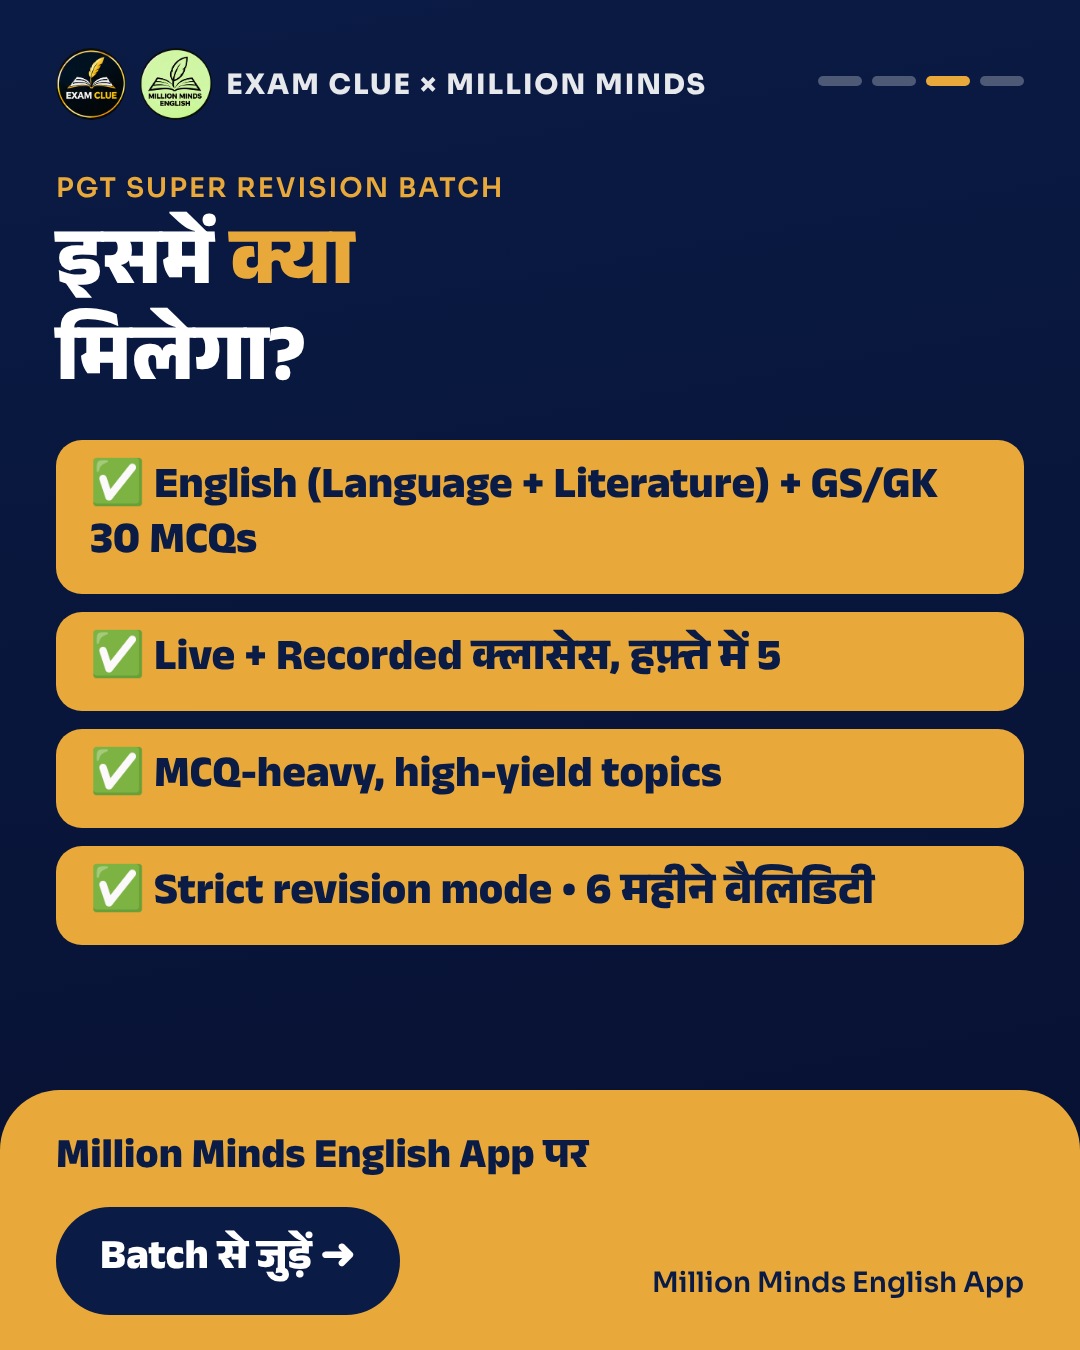 EXAM CLUE
MILLION MINDS
ENGLISH
EXAM CLUE × MILLION MINDS
PGT SUPER REVISION BATCH
इसमें क्या
मिलेगा?
✅ English (Language + Literature) + GS/GK
30 MCQs
✅ Live + Recorded क्लासेस, हफ़्ते में 5
✅ MCQ-heavy, high-yield topics
✅ Strict revision mode • 6 महीने वैलिडिटी
Million Minds English App पर
Batch से जुड़ें →
Million Minds English App